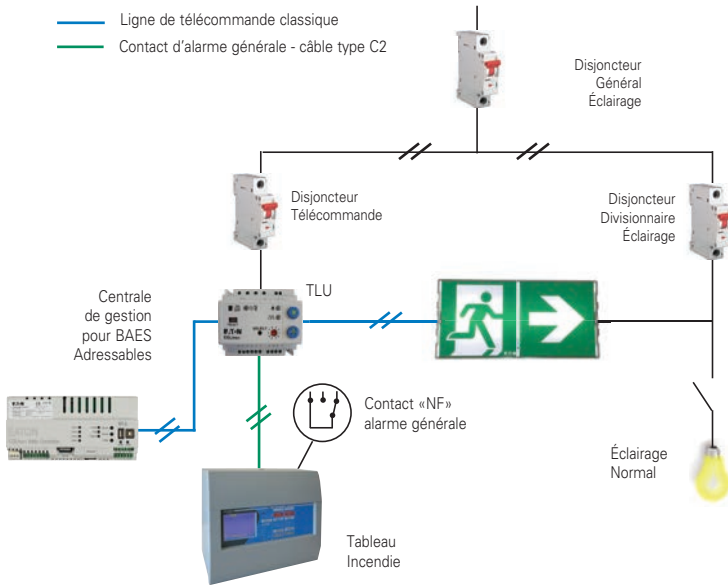 Ligne de télécommande classique
Contact d'alarme générale - câble type C2
Disjoncteur
Général
Éclairage
Disjoncteur
Télécommande
Disjoncteur
Divisionnaire
Éclairage
TLU
Centrale
de gestion
pour BAES
Adressables
E·T·N
EATON
Contact «NF»
alarme générale
Éclairage
Normal
Tableau
Incendie